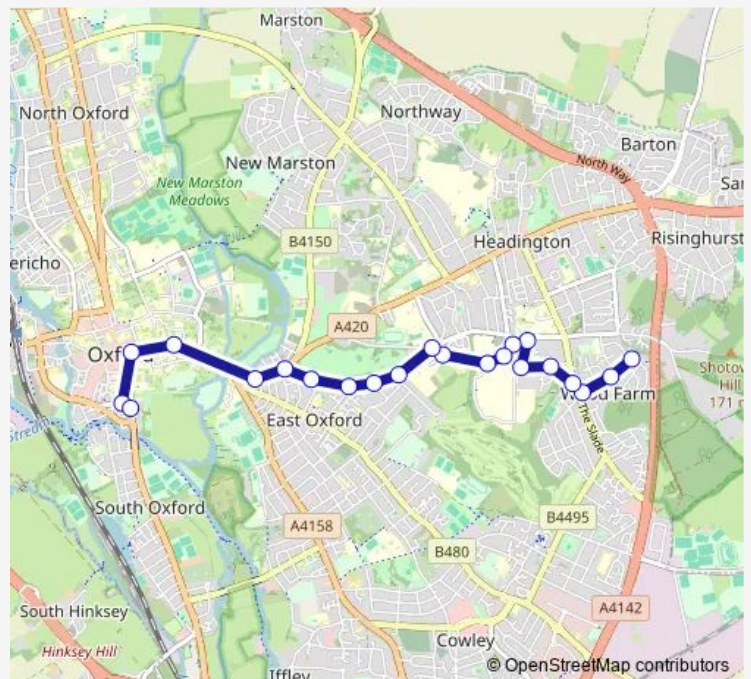 Marston
North Oxford
Northway
Barton
New Marston
North Way
New Marston
Meadows
B4150
Headington
Risinghurst
ericho
A420
Oxf
Shotov
Hill
171 m
Wood Farm
East Oxford
The Slade
Stream
South Oxford
B4495
A4158
B480
South Hinksey
A4142
Hinksey Hill
Cowley
Iffley
© OpenStreetMap contributors